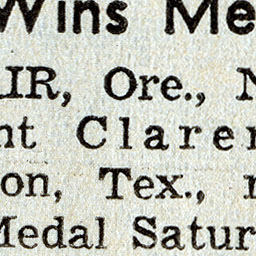 Wins Me
IR, Ore., N
nt Claren
on, Tex., r
Medal Satur